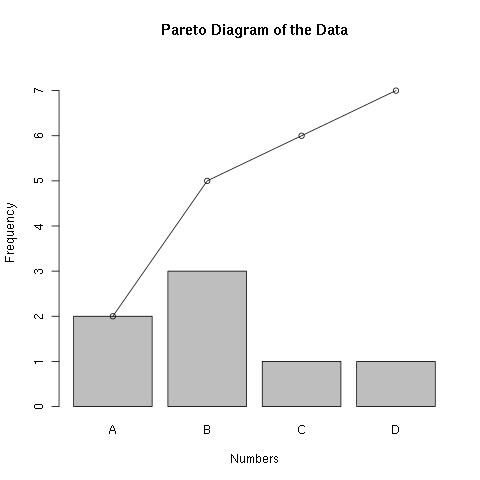 Pareto Diagram of the Data
7
6
5
4
3
2
1
0
Frequency
A B C D
Numbers